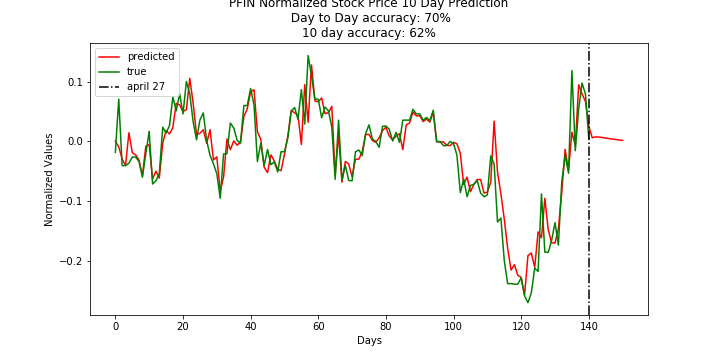 PFIN Normalized Stock Price 10 Day Prediction
Day to Day accuracy: 70%
10 day accuracy: 62%
predicted
true
april 27
Normalized Values
0.1
0.0
−0.1
−0.2
0
20
40
60
80
100
120
140
Days